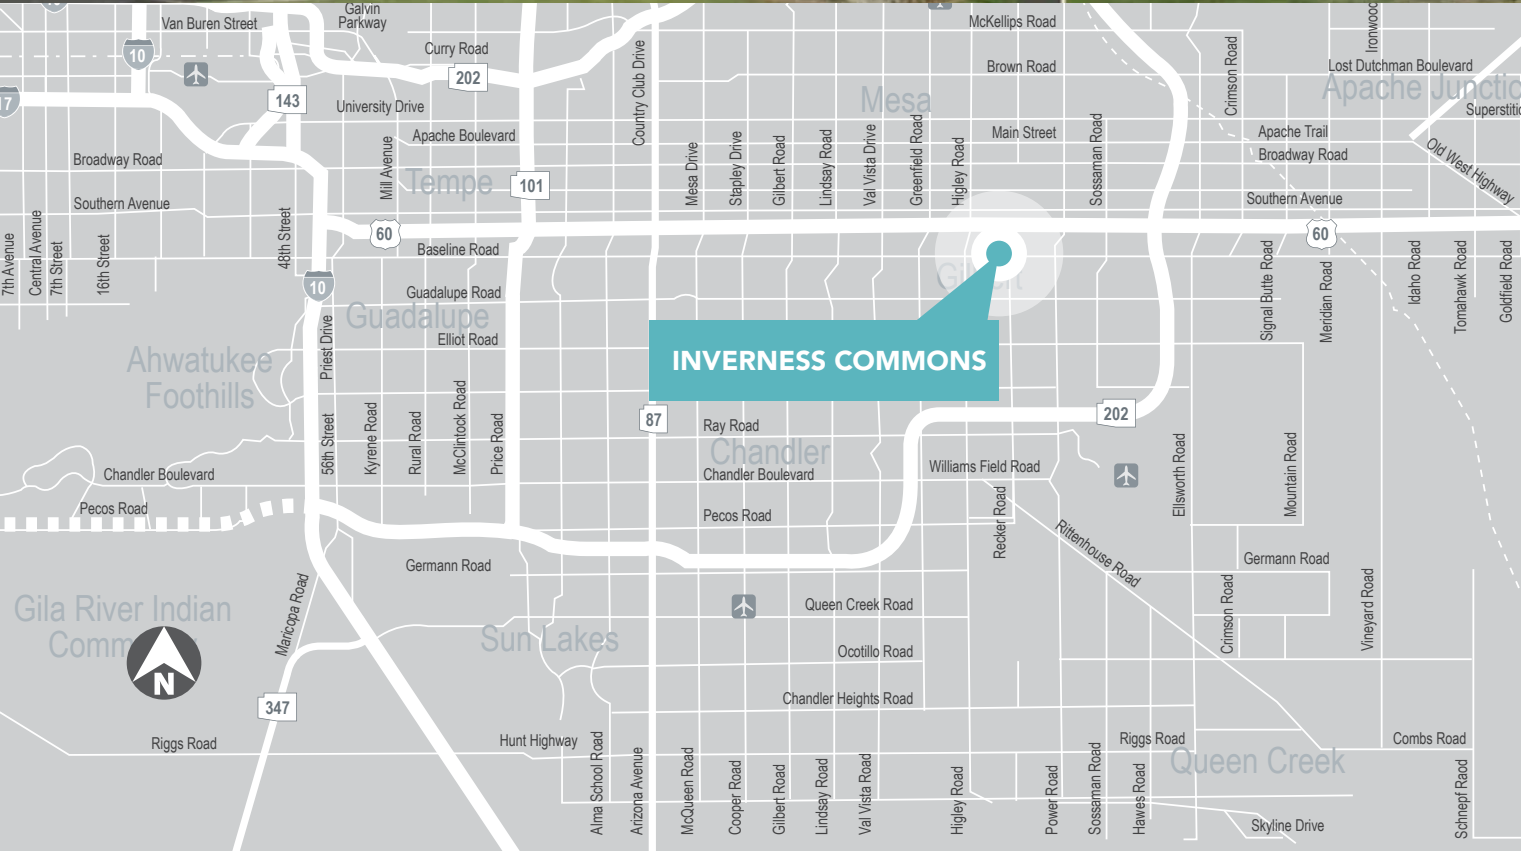 Van Buren Street
Galvin
Parkway
McKellips Road
Curry Road
Country Club Drive
Crimson Road
Ironwood
10
202
Brown Road
Lost Dutchman Boulevard
Apache Junctio
17
143
University Drive
Mesa
Superstitio
Apache Boulevard
Main Street
Apache Trail
Broadway Road
Mill Avenue
Tempe
101
Mesa Drive
Stapley Drive
Gilbert Road
Lindsay Road
Val Vista Drive
Greenfield Road
Higley Road
Sossaman Road
Broadway Road
Old West Highway
Southern Avenue
Southern Avenue
7th Avenue
Central Avenue
7th Street
16th Street
48th Street
60
60
Baseline Road
10
Guadalupe Road
Guadalupe
Elliot Road
Signal Butte Road
Meridian Road
Idaho Road
Tomahawk Road
Goldfield Road
Priest Drive
Ahwatukee
Foothills
INVERNESS COMMONS
56th Street
Kyrene Road
Rural Road
McClintock Road
Price Road
87
202
Ray Road
Chandler
Chandler Boulevard
Chandler Boulevard
Williams Field Road
Ellsworth Road
Mountain Road
Pecos Road
Pecos Road
Recker Road
Rittenhouse Road
Germann Road
Germann Road
Maricopa Road
Gila River Indian
N
Sun Lakes
Queen Creek Road
Crimson Road
Vineyard Road
Ocotillo Road
347
Chandler Heights Road
Riggs Road
Hunt Highway
Riggs Road
Combs Road
Queen Creek
Alma School Road
Arizona Avenue
McQueen Road
Cooper Road
Gilbert Road
Lindsay Road
Val Vista Road
Higley Road
Power Road
Sossaman Road
Hawes Road
Skyline Drive
Schnepf Raod